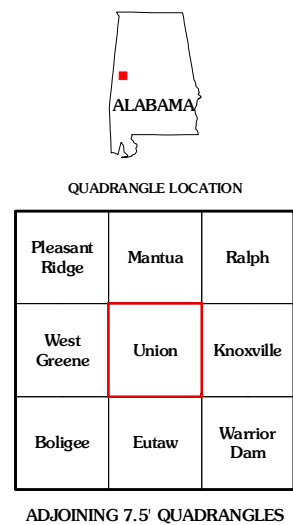 ALABAMA
QUADRANGLE LOCATION
Pleasant
Ridge
Mantua
Ralph
West
Greene
Union
Knoxville
Boligee
Eutaw
Warrior
Dam
ADJOINING 7.5' QUADRANGLES